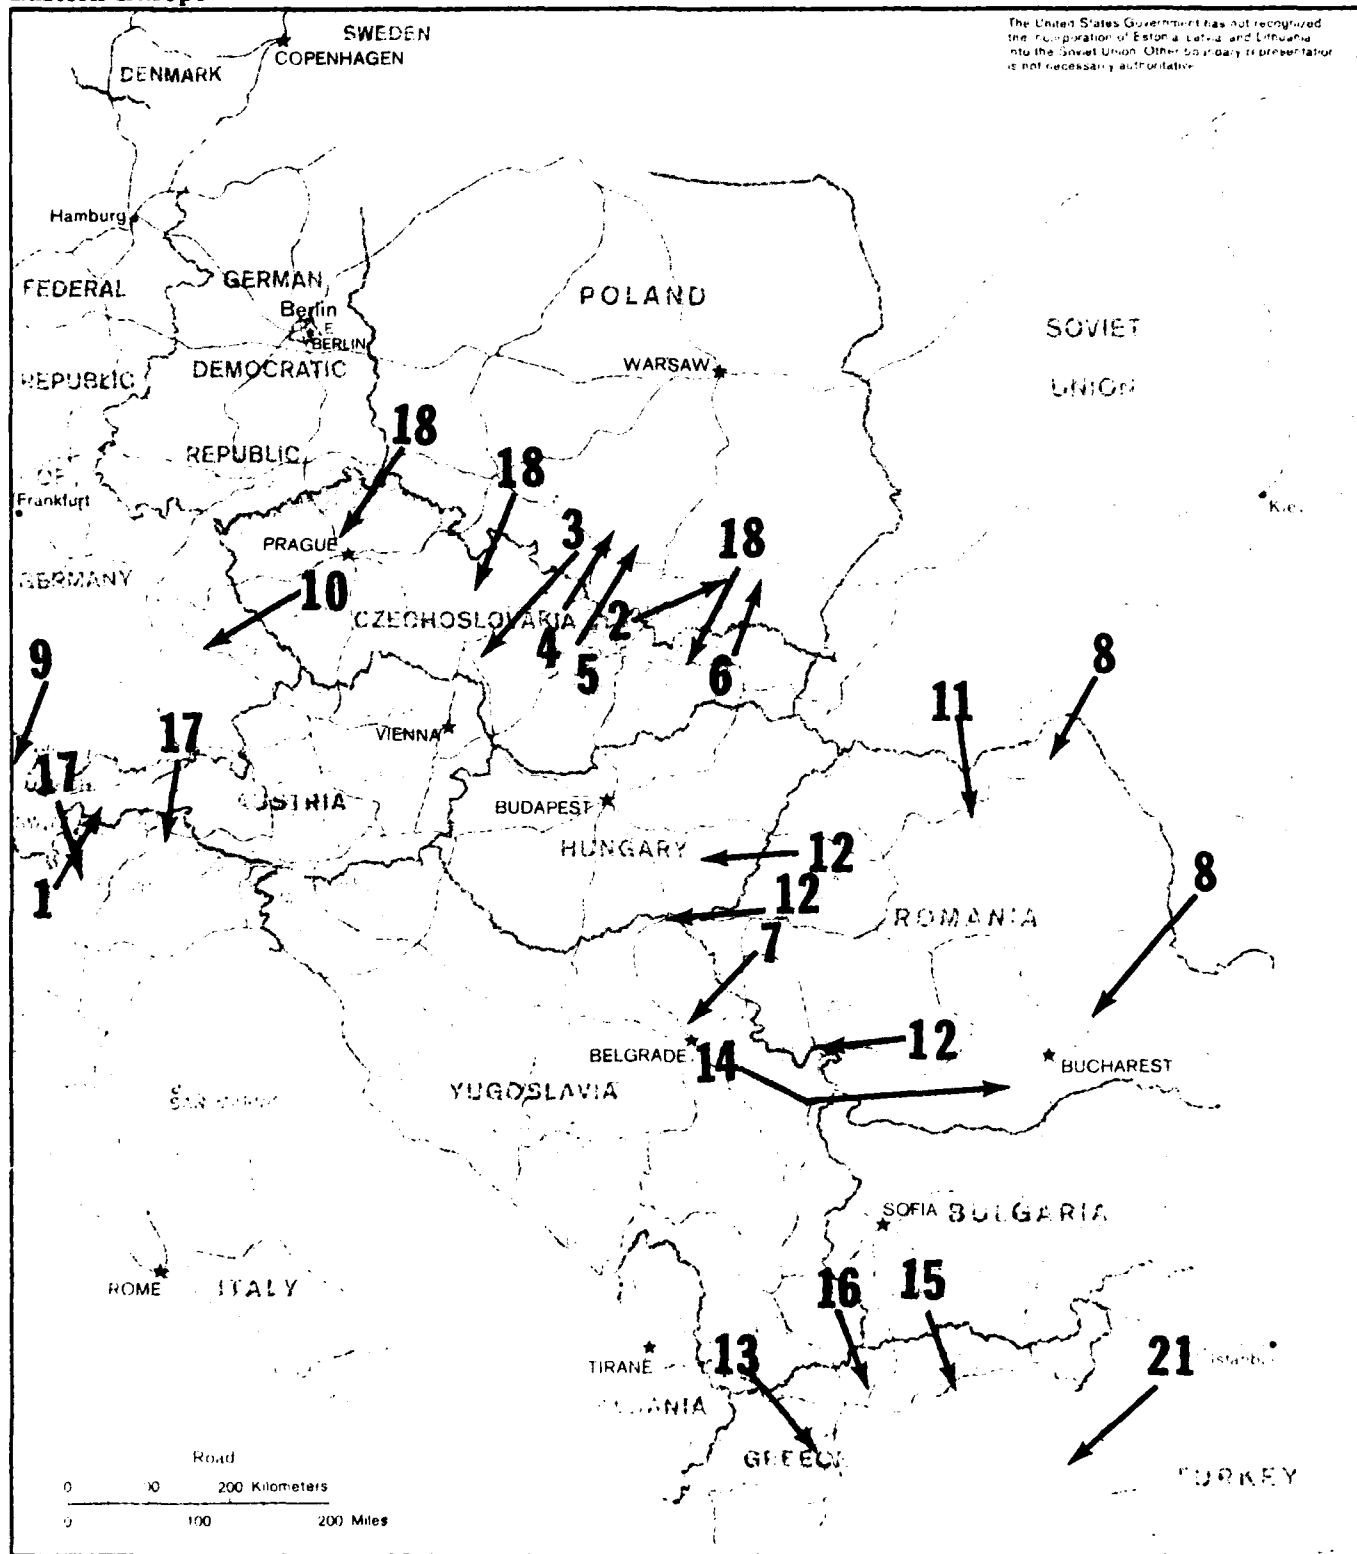 SWEDEN
COPENHAGEN
DENMARK
The United States Government has not recognized
the incorporation of Estonia, Latvia, and Lithuania
into the Soviet Union. Other boundary representation
is not necessarily authoritative
Hamburg
FEDERAL
GERMAN
Berlin
E
BERLIN
POLAND
SOVIET
REPUBLIC
DEMOCRATIC
WARSAW
UNION
18
REPUBLIC
18
OF
Frankfurt
3
18
PRAGUE
GERMANY
10
CZECHOSLOVAKIA
2
4
5
6
9
8
11
17
VIENNA
17
AUSTRIA
BUDAPEST
HUNGARY
12
1
12
8
ROMANIA
7
BELGRADE
14
12
BUCHAREST
YUGOSLAVIA
SOFIA
BULGARIA
ROME
ITALY
16
15
TIRANE
13
21
GREECE
TURKEY
Road
0
200 Kilometers
0
100
200 Miles